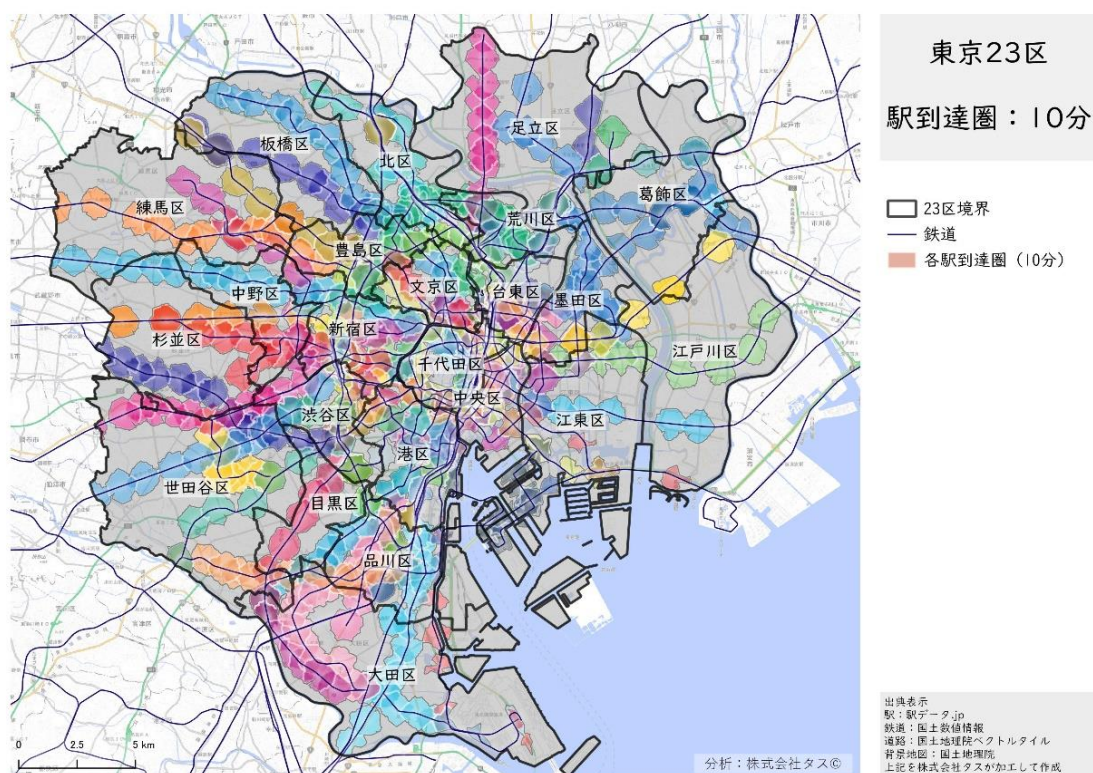 東京23区
駅到達圏：10分
23区境界
鉄道
各駅到達圏（10分）
足立区
板橋区
北区
葛飾区
練馬区
荒川区
豊島区
文京区
台東区
墨田区
中野区
新宿区
杉並区
千代田区
江戸川区
中央区
渋谷区
江東区
港区
世田谷区
目黒区
品川区
大田区
0 2.5 5 km
分析：株式会社タス©
出典表示
駅：駅データ.jp
鉄道：国土数値情報
道路：国土地理院ベクトルタイル
背景地図：国土地理院
上記を株式会社タスが加工して作成